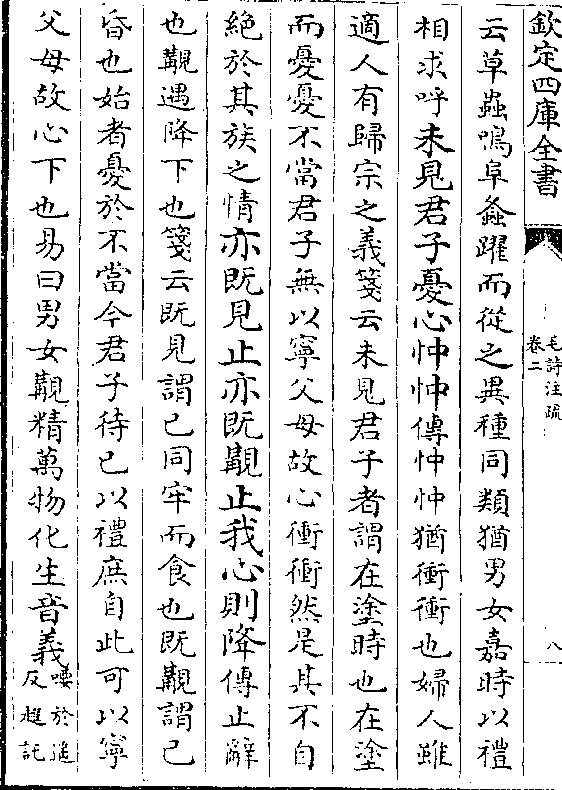 欽定四庫全書
毛詩注疏
卷二
八
云草蟲鳴阜螽躍而從之異種同類猶男女嘉時以禮
相求呼未見君子憂心忡忡傳忡忡猶衝衝也婦人雖
適人有歸宗之義箋云未見君子者謂在塗時也在塗
而憂憂不當君子無以寧父母故心衝衝然是其不自
絶於其族之情亦既見止亦既覯止我心則降傳止辭
也覯遇降下也箋云既見謂已同牢而食也既覯謂已
昏也始者憂於不當今君子待已以禮庶自此可以寧
父母故心下也易曰男女覯精萬物化生音義喓於遥
反趯託